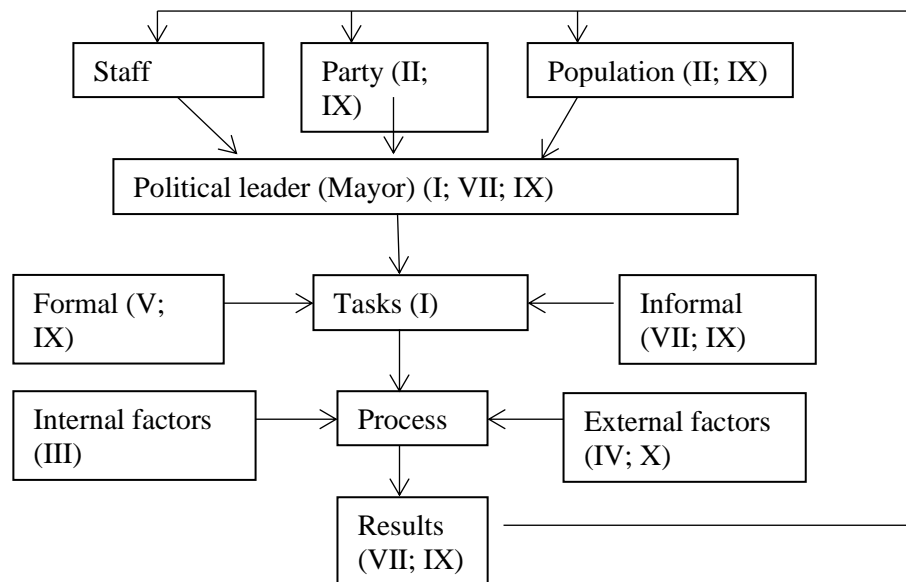 Staff
Party (II;
IX)
Population (II; IX)
Political leader (Mayor) (I; VII; IX)
Formal (V;
IX)
Tasks (I)
Informal
(VII; IX)
Internal factors
(III)
Process
External factors
(IV; X)
Results
(VII; IX)